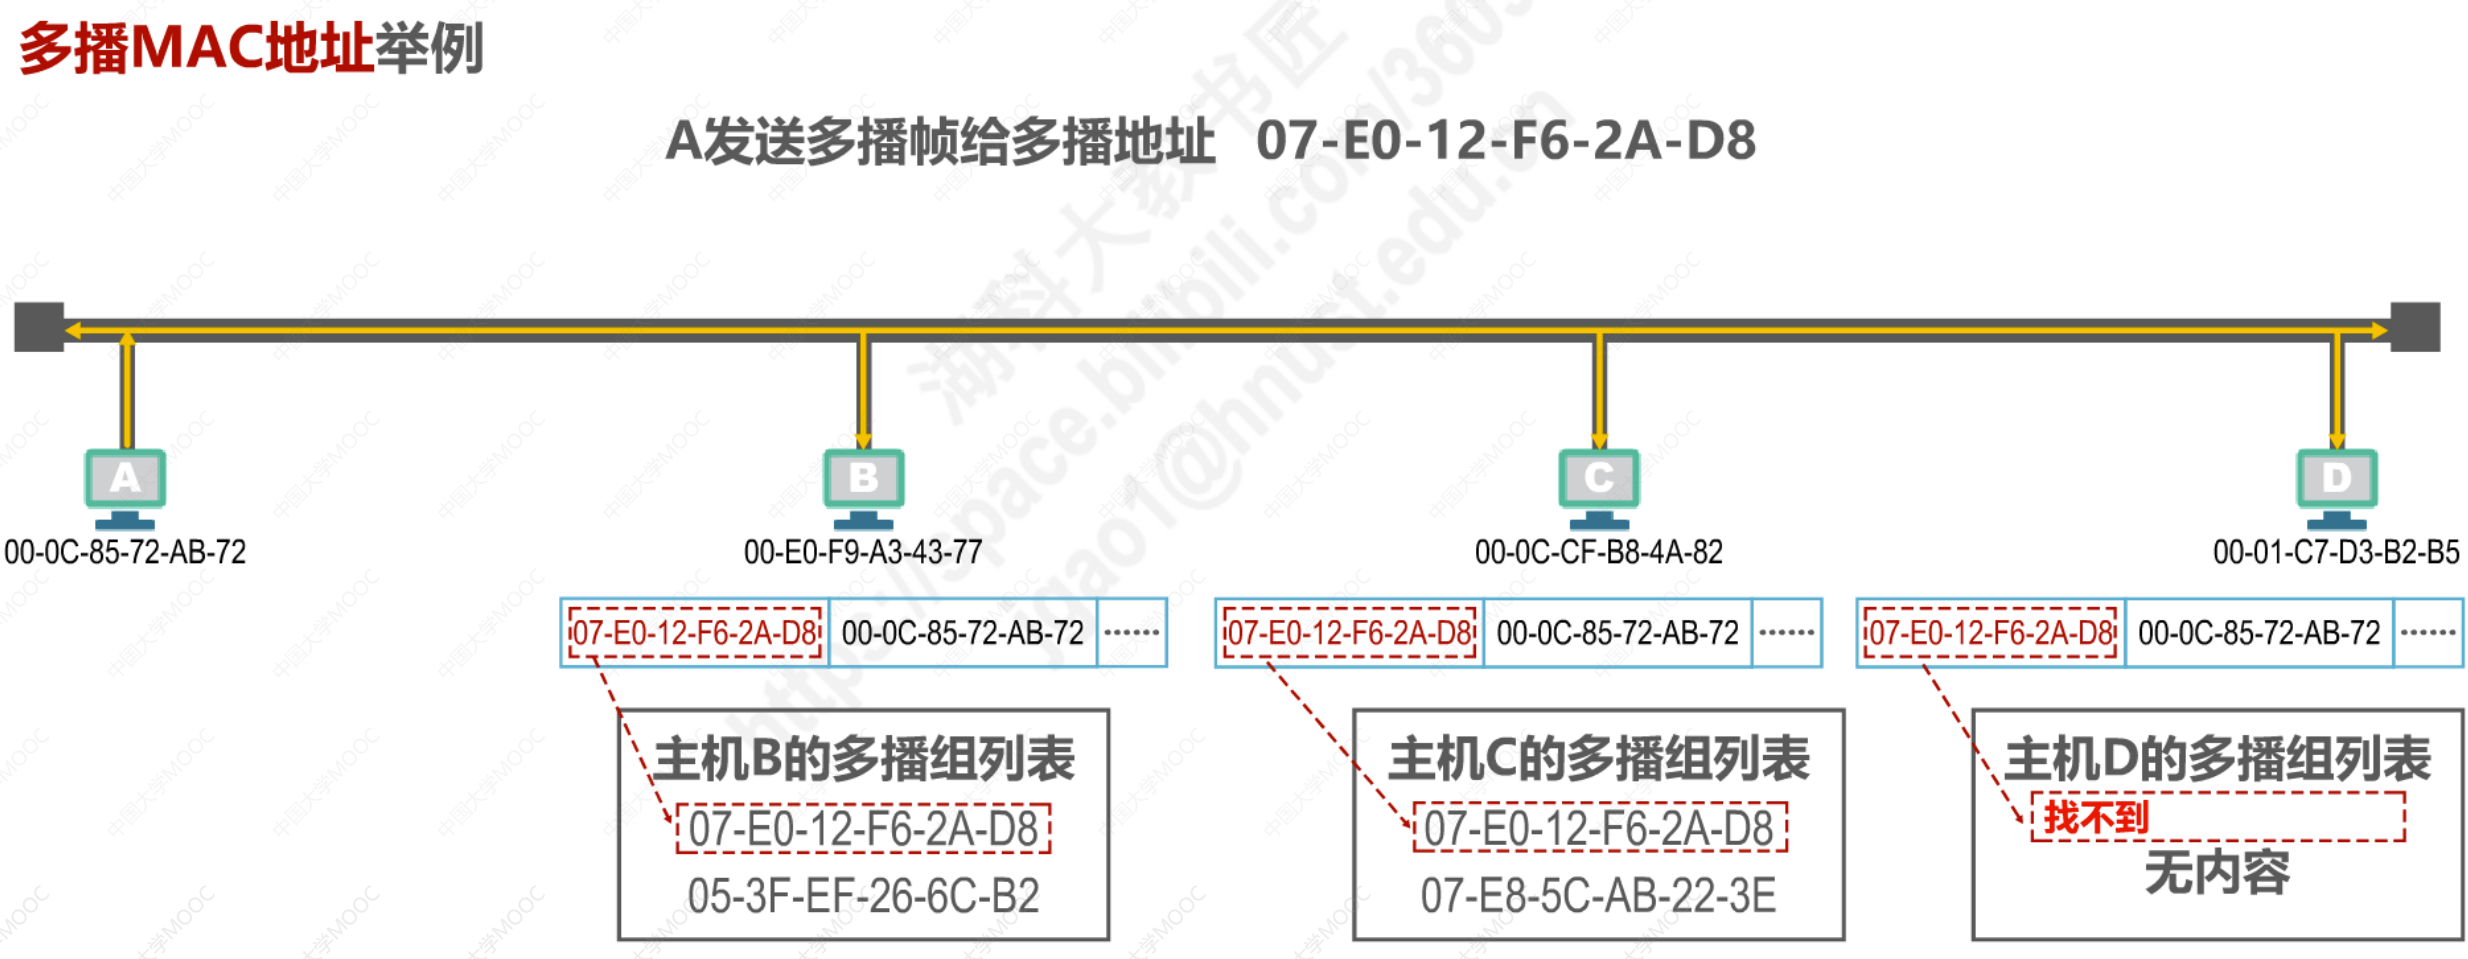 多播MAC地址举例
A发送多播帧给多播地址 07-E0-12-F6-2A-D8
A
B
C
D
00-0C-85-72-AB-72
00-E0-F9-A3-43-77
00-0C-CF-B8-4A-82
00-01-C7-D3-B2-B5
07-E0-12-F6-2A-D8 00-0C-85-72-AB-72 ······
07-E0-12-F6-2A-D8 00-0C-85-72-AB-72 ······
07-E0-12-F6-2A-D8 00-0C-85-72-AB-72 ······
主机B的多播组列表
07-E0-12-F6-2A-D8
05-3F-EF-26-6C-B2
主机C的多播组列表
07-E0-12-F6-2A-D8
07-E8-5C-AB-22-3E
主机D的多播组列表
找不到
无内容
湖科大教书匠
https://space.bilibili.com/360
jgao1@hnust.edu.cn
中国大学MOOC